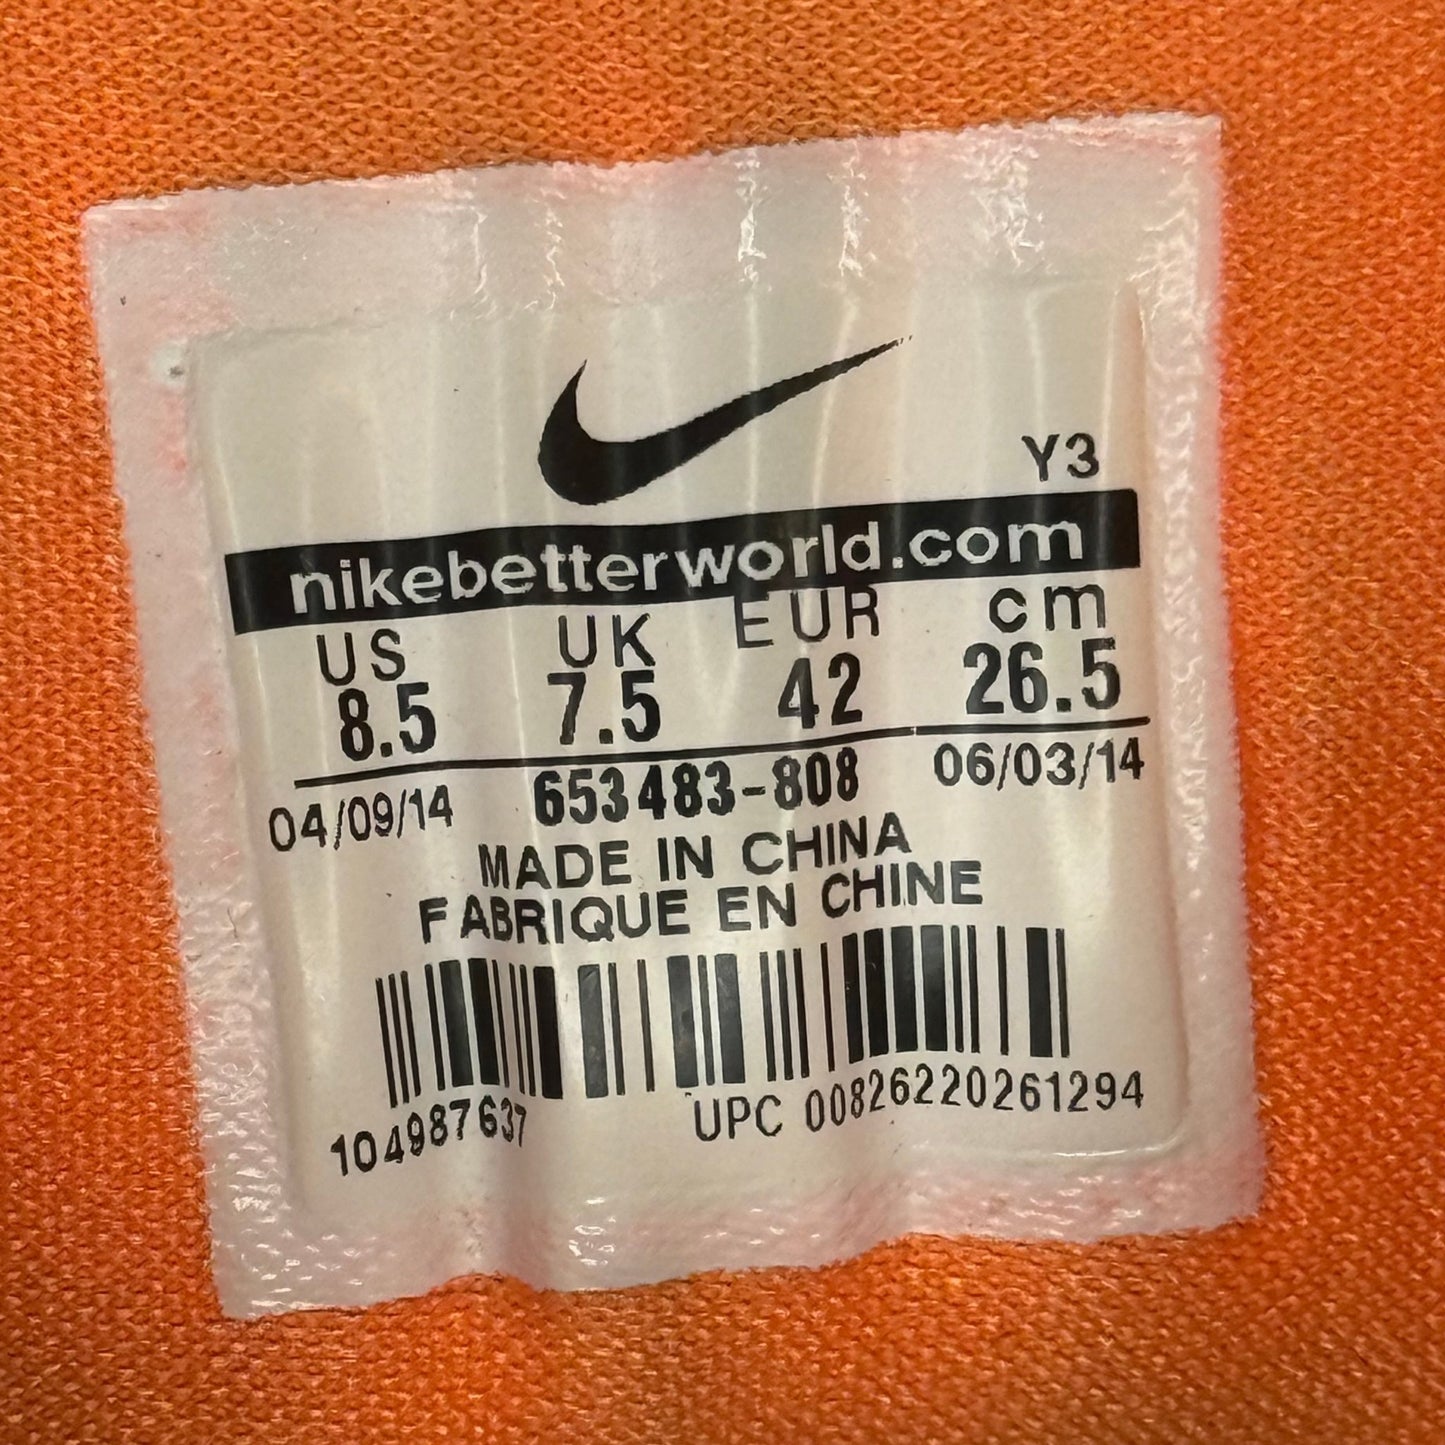 Y3
nikebetterworld.com
US UK EUR cm
8.5 7.5 42 26.5
04/09/14 653483-808 06/03/14
MADE IN CHINA
FABRIQUE EN CHINE
104987637 UPC 00826220261294